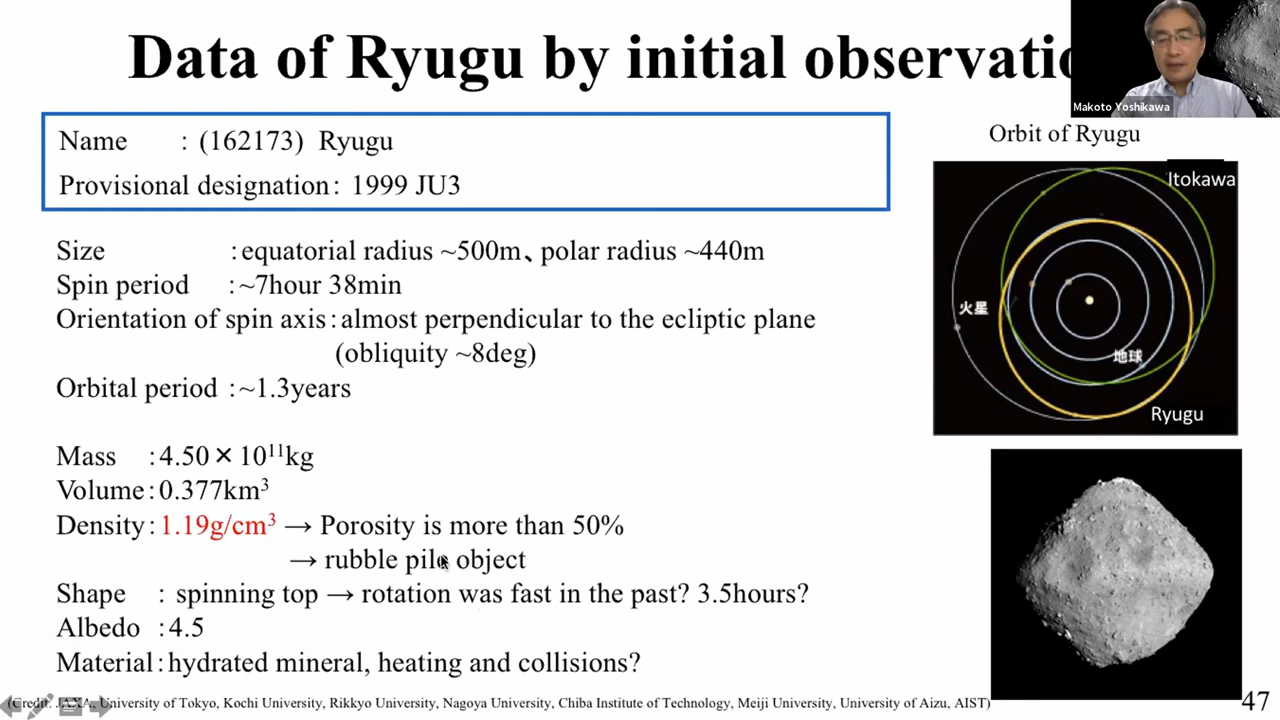 Data of Ryugu by initial observatio
Makoto Yoshikawa
Name : (162173) Ryugu
Provisional designation : 1999 JU3
Size : equatorial radius ~500m、polar radius ~440m
Spin period : ~7hour 38min
Orientation of spin axis : almost perpendicular to the ecliptic plane
(obliquity ~8deg)
Orbital period : ~1.3years
Mass : 4.50 × 10¹¹kg
Volume : 0.377km³
Density : 1.19g/cm³ → Porosity is more than 50%
→ rubble pile object
Shape : spinning top → rotation was fast in the past? 3.5hours?
Albedo : 4.5
Material : hydrated mineral, heating and collisions?
Orbit of Ryugu
Itokawa
火星
地球
Ryugu
(Credit: JAXA, University of Tokyo, Kochi University, Rikkyo University, Nagoya University, Chiba Institute of Technology, Meiji University, University of Aizu, AIST)
47